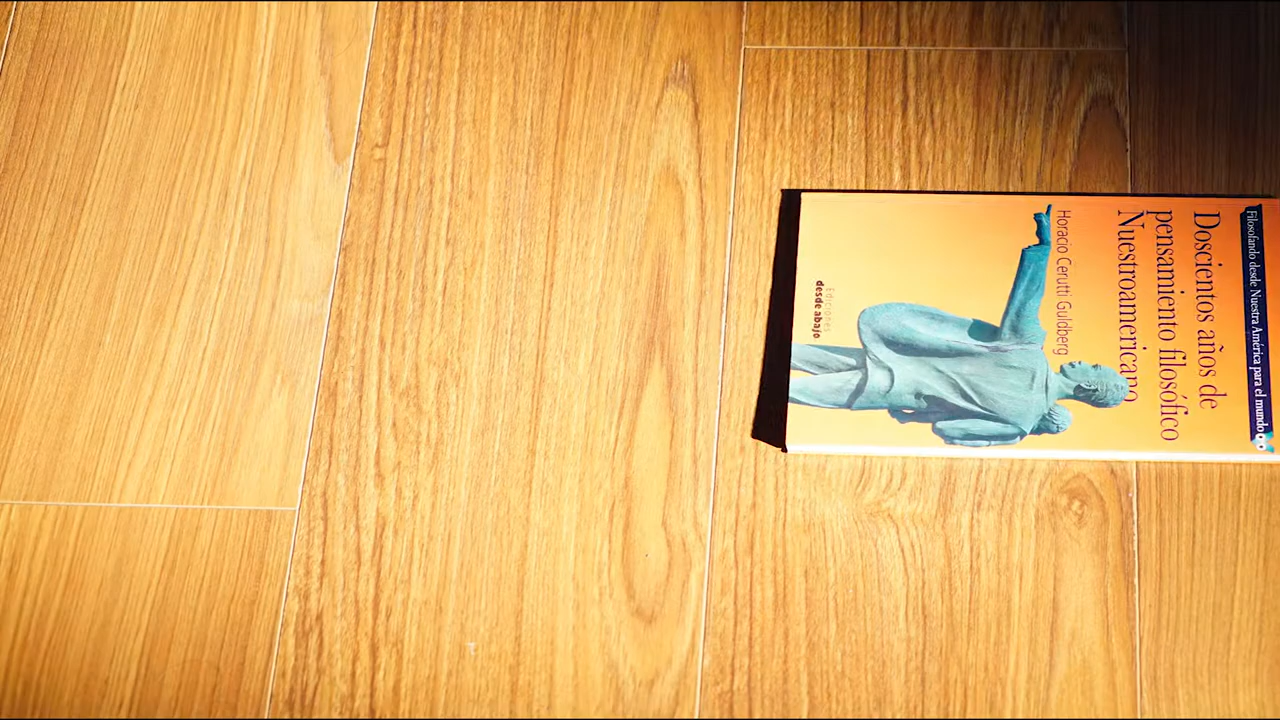 Filosofando desde Nuestra América para el mundo
Doscientos años de
pensamiento filosófico
Nuestroamericano
Horacio Cerutti Guldberg
Ediciones
desde abajo